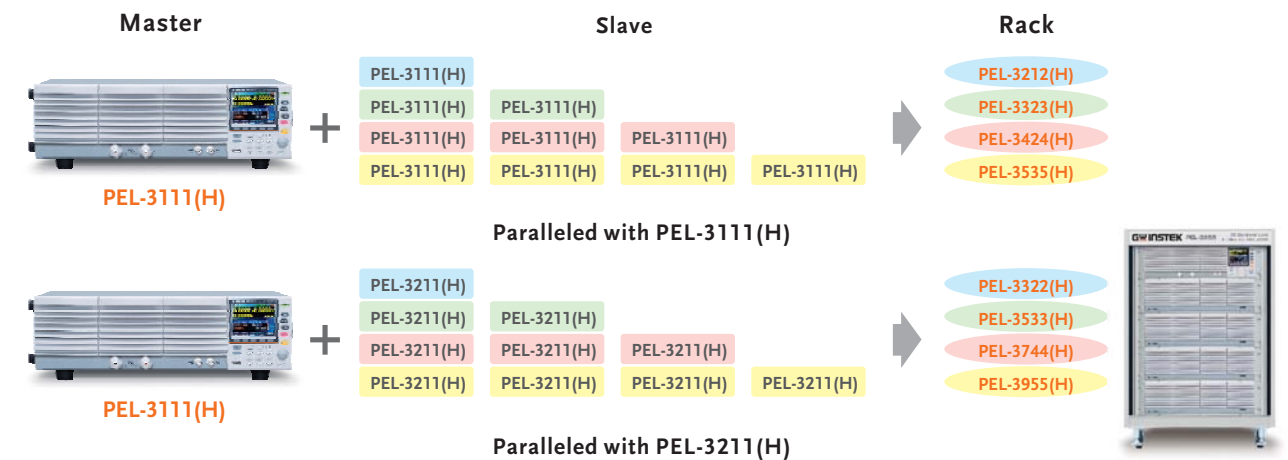 Master Slave Rack
PEL-3111(H) PEL-3212(H)
PEL-3111(H) PEL-3111(H) PEL-3323(H)
PEL-3111(H) PEL-3111(H) PEL-3111(H) PEL-3424(H)
PEL-3111(H) PEL-3111(H) PEL-3111(H) PEL-3111(H) PEL-3535(H)
PEL-3111(H)
Paralleled with PEL-3111(H)
GW INSTEK
PEL-3211(H) PEL-3322(H)
PEL-3211(H) PEL-3211(H) PEL-3533(H)
PEL-3211(H) PEL-3211(H) PEL-3211(H) PEL-3744(H)
PEL-3211(H) PEL-3211(H) PEL-3211(H) PEL-3211(H) PEL-3955(H)
PEL-3111(H)
Paralleled with PEL-3211(H)